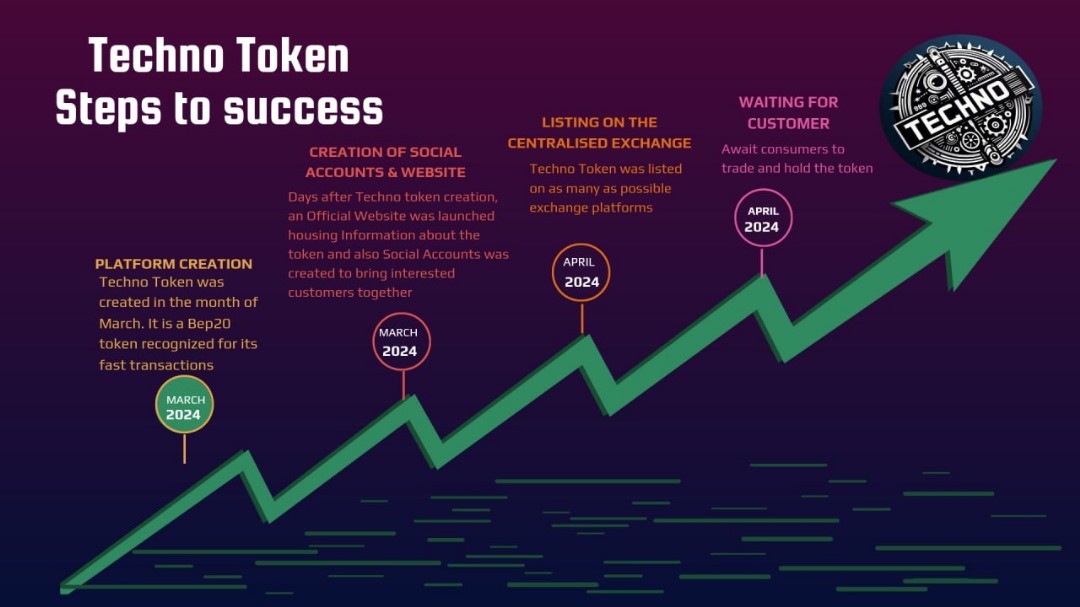 Techno Token
Steps to success
PLATFORM CREATION
Techno Token was
created in the month of
March. It is a Bep20
token recognized for its
fast transactions
MARCH
2024
CREATION OF SOCIAL
ACCOUNTS & WEBSITE
Days after Techno token creation,
an Official Website was launched
housing Information about the
token and also Social Accounts was
created to bring interested
customers together
MARCH
2024
LISTING ON THE
CENTRALISED EXCHANGE
Techno Token was listed
on as many as possible
exchange platforms
APRIL
2024
WAITING FOR
CUSTOMER
Await consumers to
trade and hold the token
APRIL
2024
TECHNO